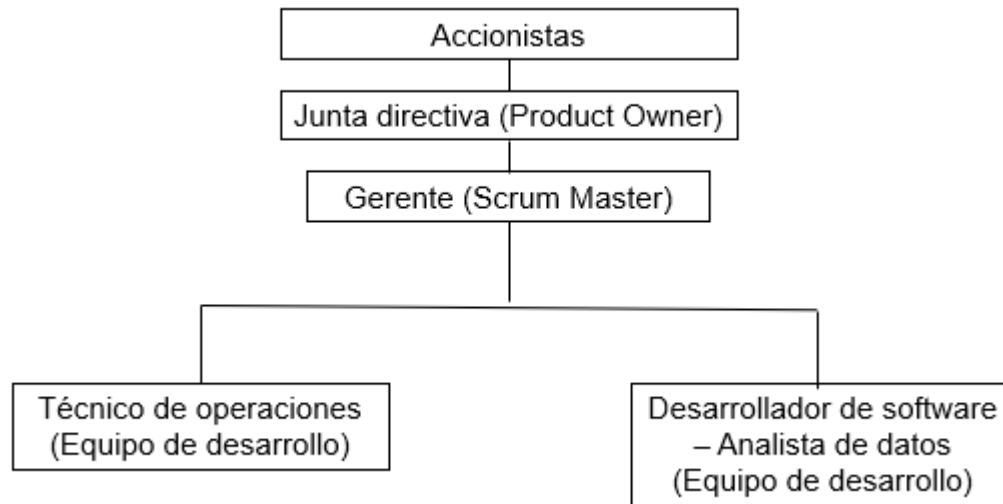 Accionistas
Junta directiva (Product Owner)
Gerente (Scrum Master)
Técnico de operaciones
(Equipo de desarrollo)
Desarrollador de software
– Analista de datos
(Equipo de desarrollo)